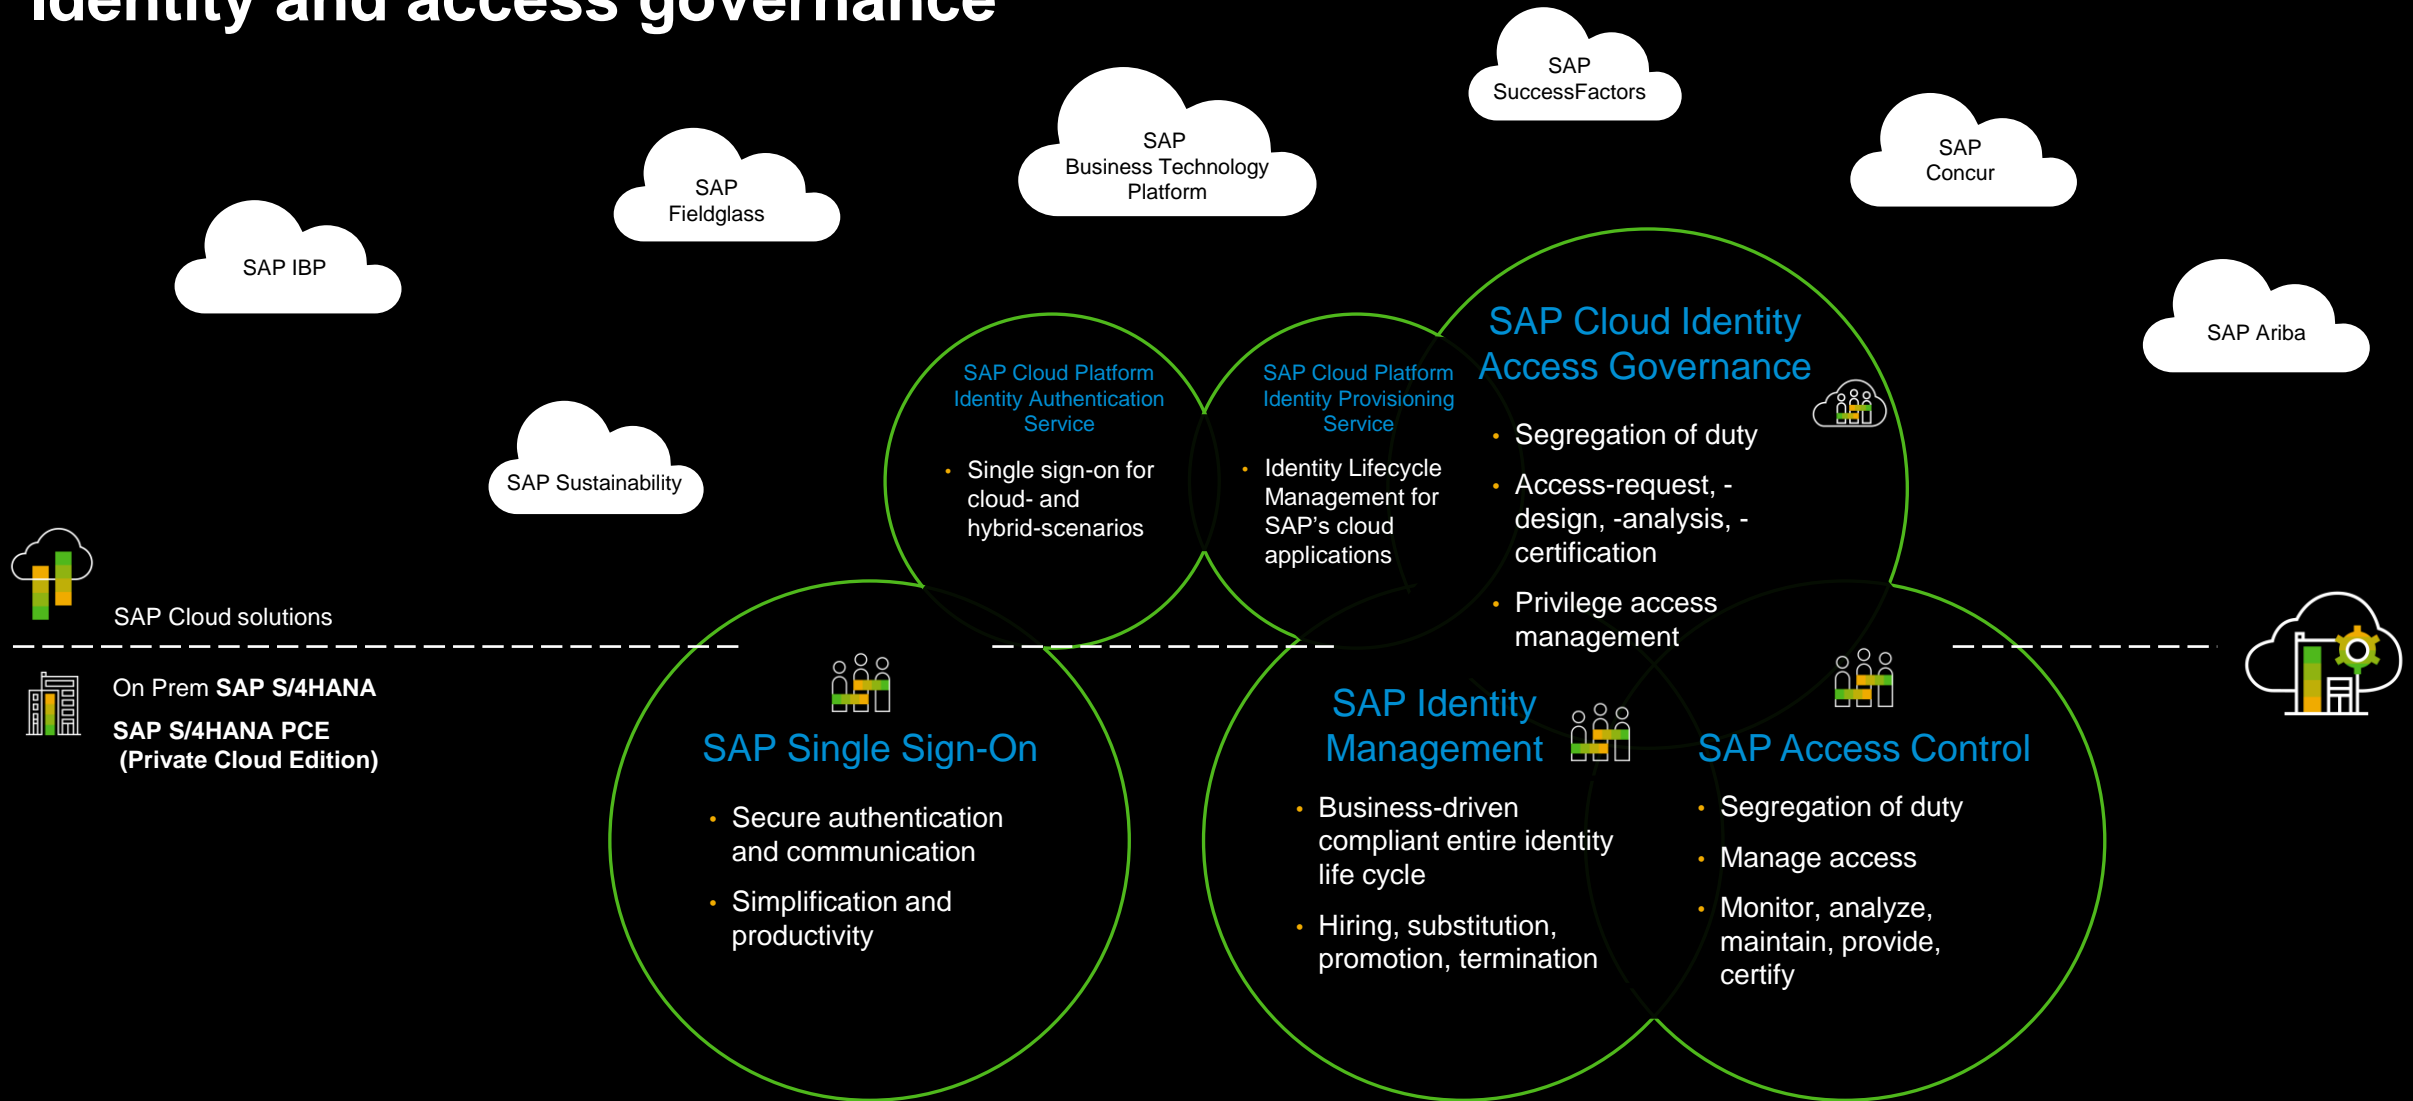 Identity and access governance
SAP
SuccessFactors
SAP
Business Technology
Platform
SAP
Concur
SAP
Fieldglass
SAP IBP
SAP Ariba
SAP Sustainability
SAP Cloud Platform
Identity Authentication
Service
• Single sign-on for
cloud- and
hybrid-scenarios
SAP Cloud Platform
Identity Provisioning
Service
• Identity Lifecycle
Management for
SAP’s cloud
applications
SAP Cloud Identity
Access Governance
• Segregation of duty
• Access-request, -
design, -analysis, -
certification
• Privilege access
management
SAP Cloud solutions
On Prem SAP S/4HANA
SAP S/4HANA PCE
(Private Cloud Edition)
SAP Single Sign-On
• Secure authentication
and communication
• Simplification and
productivity
SAP Identity
Management
• Business-driven
compliant entire identity
life cycle
• Hiring, substitution,
promotion, termination
SAP Access Control
• Segregation of duty
• Manage access
• Monitor, analyze,
maintain, provide,
certify